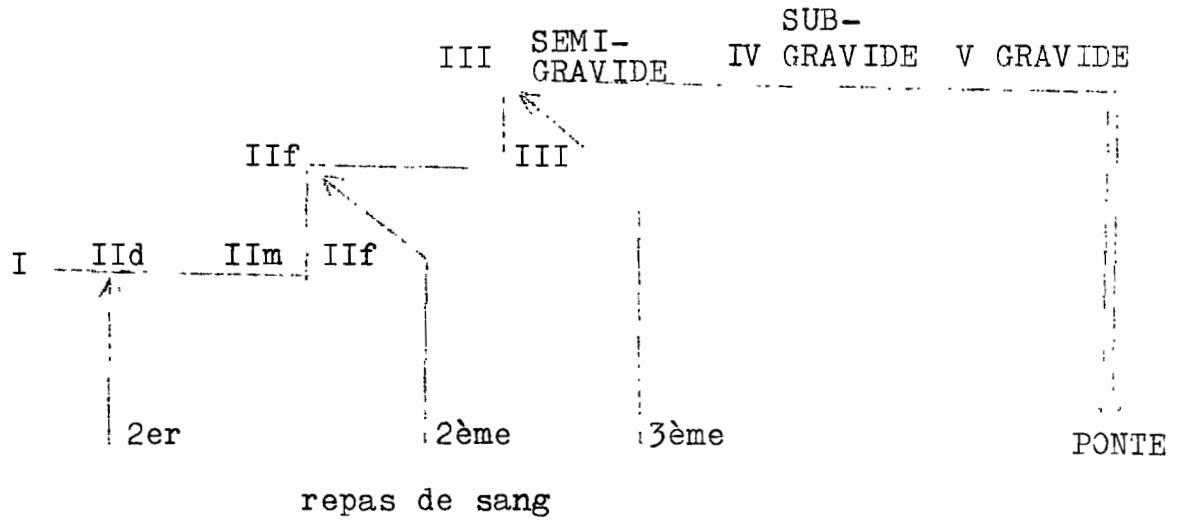 SUB-
III SEMI- IV GRAVIDE V GRAVIDE
GRAVIDE
IIf III
I IId IIm IIf
2er 2ème 3ème PONTE
repas de sang